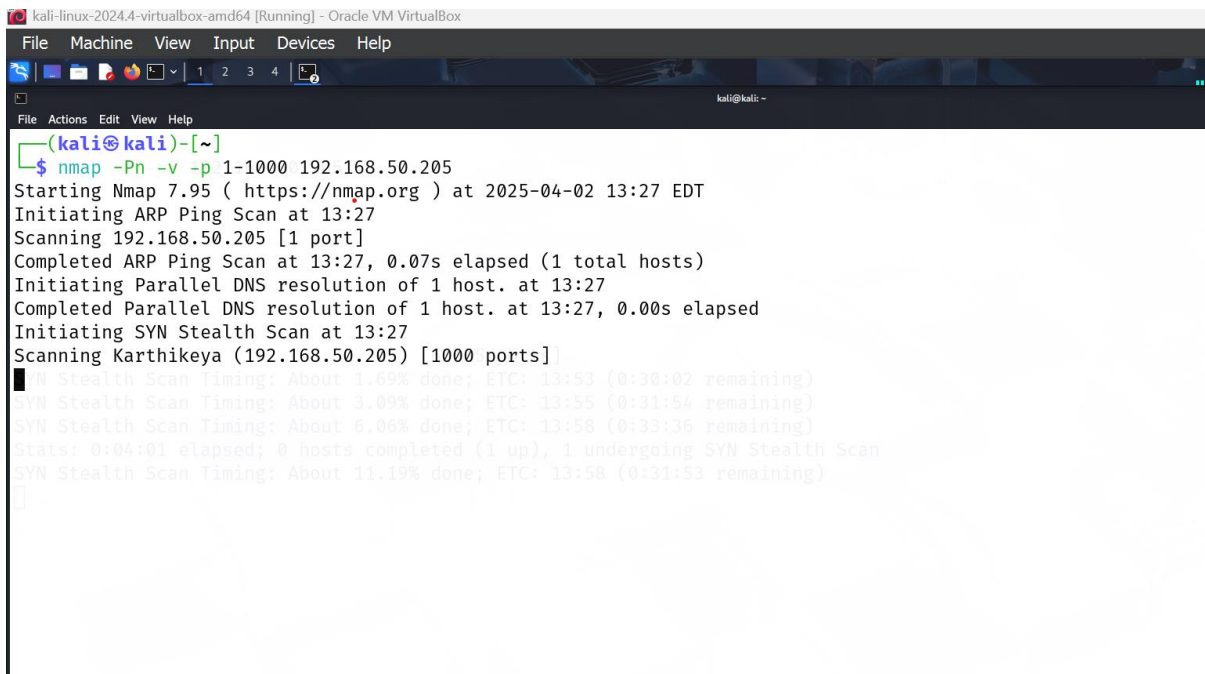 kali-linux-2024.4-virtualbox-amd64 [Running] - Oracle VM VirtualBox
File Machine View Input Devices Help
1 2 3 4 2
kali@kali: ~
File Actions Edit View Help
(kali㉿kali)-[~]
$ nmap -Pn -v -p 1-1000 192.168.50.205
Starting Nmap 7.95 ( https://nmap.org ) at 2025-04-02 13:27 EDT
Initiating ARP Ping Scan at 13:27
Scanning 192.168.50.205 [1 port]
Completed ARP Ping Scan at 13:27, 0.07s elapsed (1 total hosts)
Initiating Parallel DNS resolution of 1 host. at 13:27
Completed Parallel DNS resolution of 1 host. at 13:27, 0.00s elapsed
Initiating SYN Stealth Scan at 13:27
Scanning Karthikeya (192.168.50.205) [1000 ports]
SYN Stealth Scan Timing: About 1.69% done; ETC: 13:53 (0:30:02 remaining)
SYN Stealth Scan Timing: About 3.09% done; ETC: 13:55 (0:31:54 remaining)
SYN Stealth Scan Timing: About 6.06% done; ETC: 13:58 (0:33:36 remaining)
Stats: 0:04:01 elapsed; 0 hosts completed (1 up), 1 undergoing SYN Stealth Scan
SYN Stealth Scan Timing: About 11.19% done; ETC: 13:58 (0:31:53 remaining)